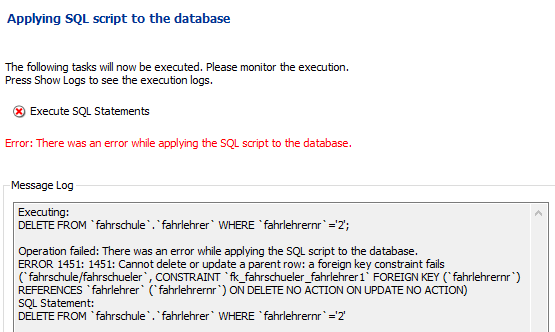 Applying SQL script to the database
The following tasks will now be executed. Please monitor the execution.
Press Show Logs to see the execution logs.
Execute SQL Statements
Error: There was an error while applying the SQL script to the database.
Message Log
Executing:
DELETE FROM `fahrschule`.`fahrlehrer` WHERE `fahrlehrernr`='2';
Operation failed: There was an error while applying the SQL script to the database.
ERROR 1451: 1451: Cannot delete or update a parent row: a foreign key constraint fails
(`fahrschule/fahrschueler`, CONSTRAINT `fk_fahrschueler_fahrlehrer1` FOREIGN KEY (`fahrlehrernr`)
REFERENCES `fahrlehrer` (`fahrlehrernr`) ON DELETE NO ACTION ON UPDATE NO ACTION)
SQL Statement:
DELETE FROM `fahrschule`.`fahrlehrer` WHERE `fahrlehrernr`='2'